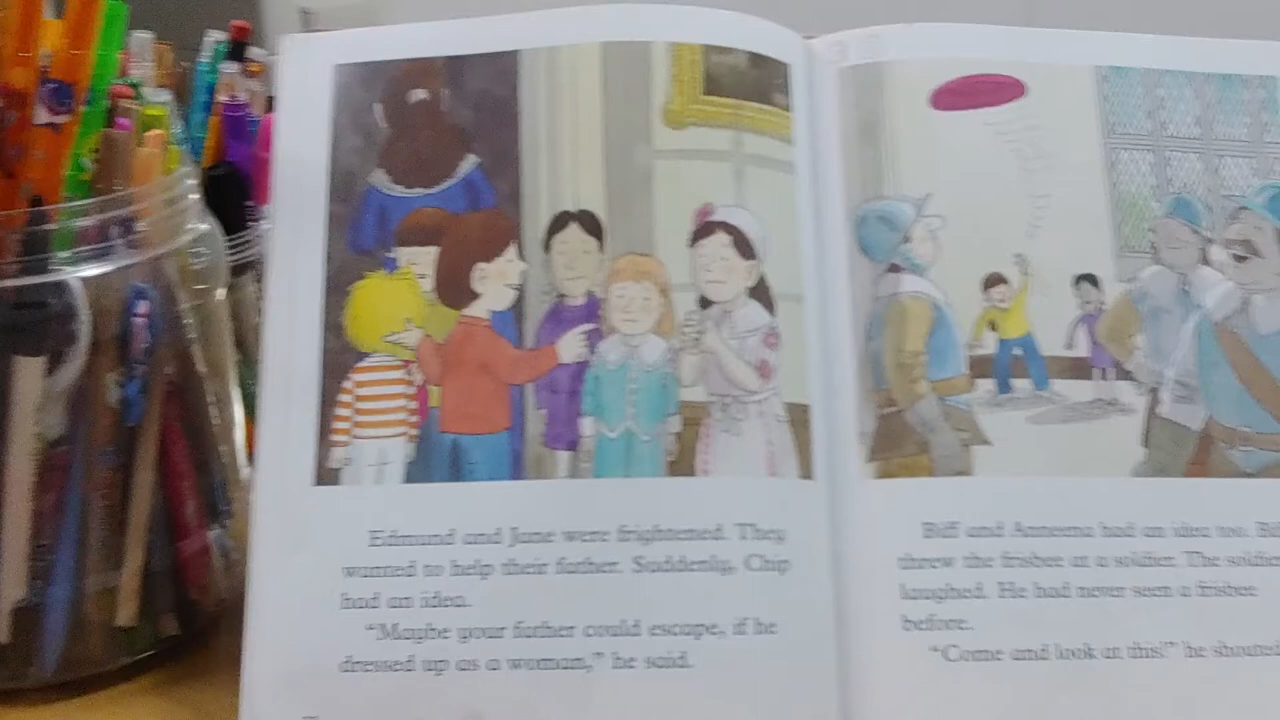 Edmund and Jane were frightened. They
wanted to help their father. Suddenly, Chip
had an idea.
"Maybe your father could escape, if he
dressed up as a woman," he said.
Biff and Anneena had an idea too.
threw the frisbee at a soldier. The
laughed. He had never seen a frisbee
before.
"Come and look at this!" he